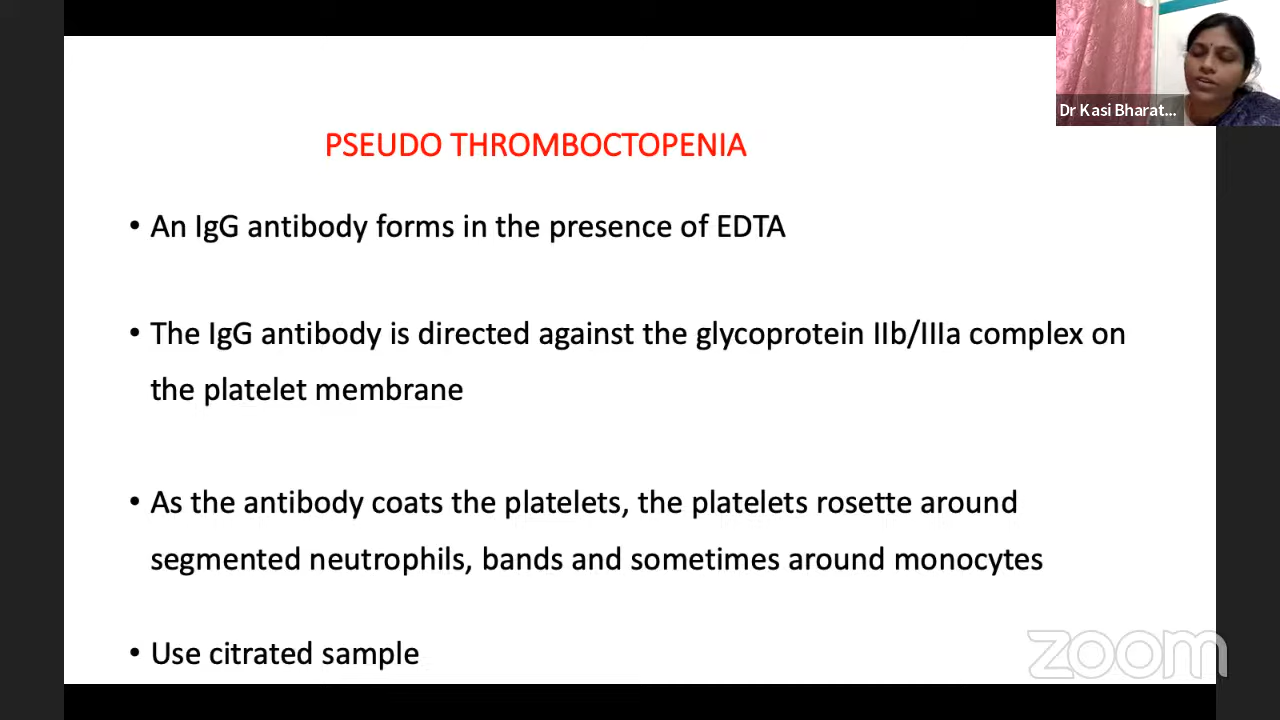 Dr Kasi Bharat...
PSEUDO THROMBOCTOPENIA
• An IgG antibody forms in the presence of EDTA
• The IgG antibody is directed against the glycoprotein IIb/IIIa complex on
the platelet membrane
• As the antibody coats the platelets, the platelets rosette around
segmented neutrophils, bands and sometimes around monocytes
• Use citrated sample
zoom